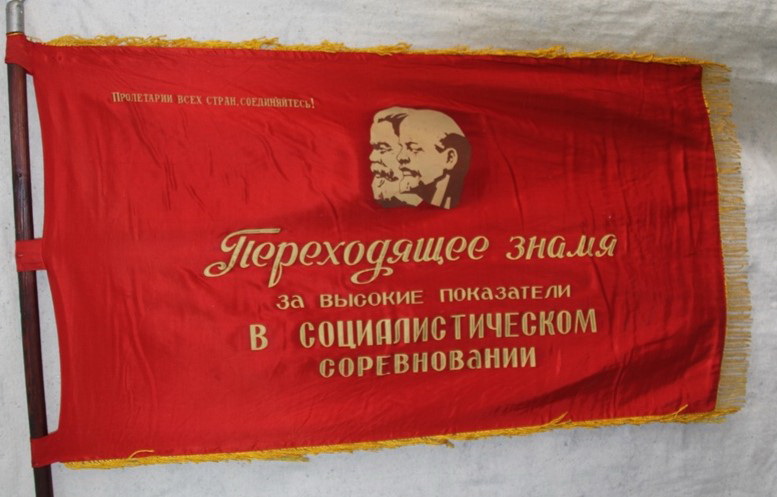 Пролетарии всех стран, соединяйтесь!
Переходящее знамя
за высокие показатели
в социалистическом
соревновании